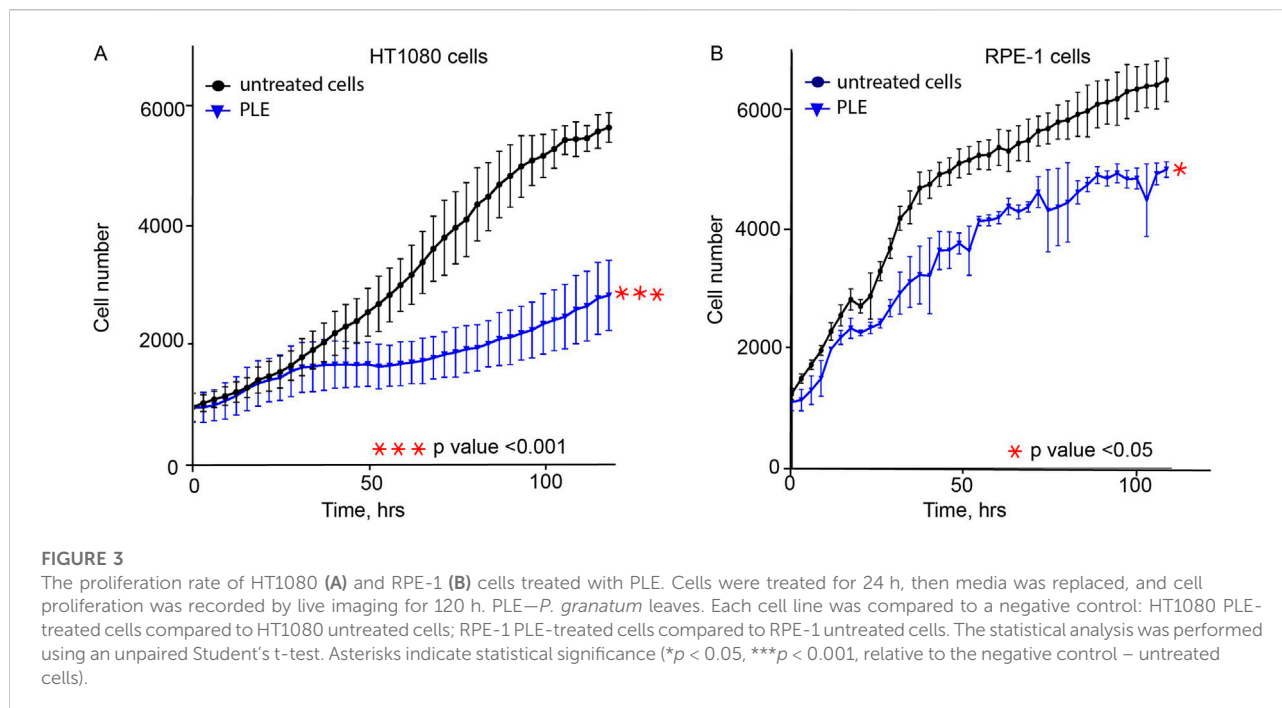 A
HT1080 cells
untreated cells
PLE
6000
4000
2000
0
Cell number
0
50
100
Time, hrs
*** p value <0.001
***
B
RPE-1 cells
untreated cells
PLE
6000
4000
2000
0
Cell number
0
50
100
Time, hrs
* p value <0.05
*
FIGURE 3
The proliferation rate of HT1080 (A) and RPE-1 (B) cells treated with PLE. Cells were treated for 24 h, then media was replaced, and cell
proliferation was recorded by live imaging for 120 h. PLE—P. granatum leaves. Each cell line was compared to a negative control: HT1080 PLE-
treated cells compared to HT1080 untreated cells; RPE-1 PLE-treated cells compared to RPE-1 untreated cells. The statistical analysis was performed
using an unpaired Student's t-test. Asterisks indicate statistical significance (*p < 0.05, ***p < 0.001, relative to the negative control – untreated
cells).